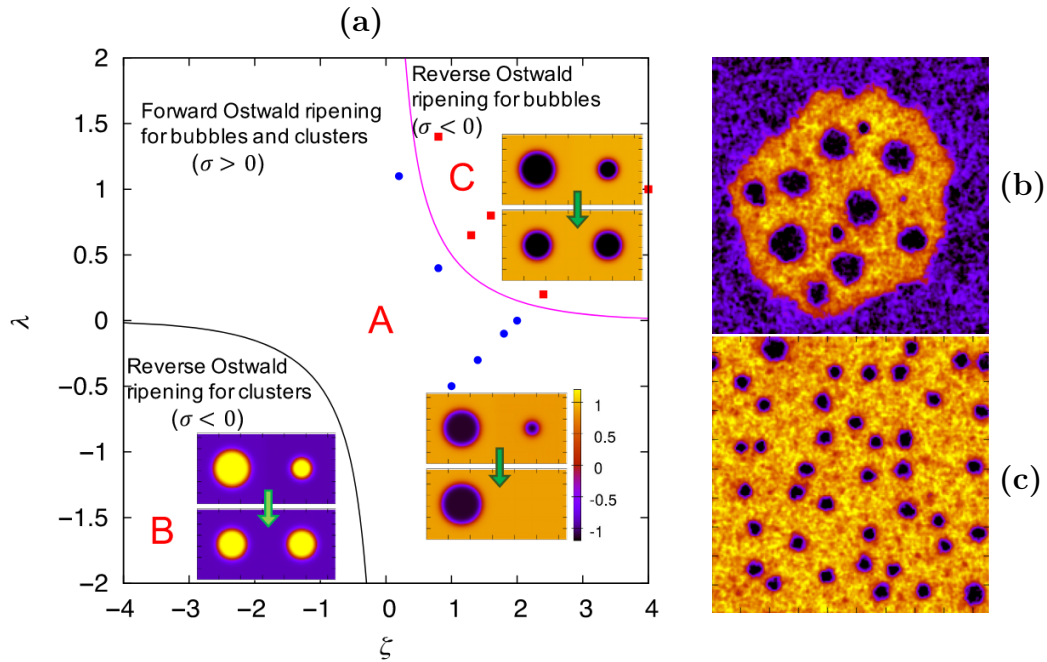 (a)
2
1.5
1
0.5
0
−0.5
−1
−1.5
−2
λ
−4
−3
−2
−1
0
1
2
3
4
ζ
Forward Ostwald ripening
for bubbles and clusters
(σ > 0)
Reverse Ostwald
ripening for bubbles
(σ < 0)
C
A
Reverse Ostwald
ripening for clusters
(σ < 0)
B
1
0.5
0
-0.5
-1
(b)
(c)